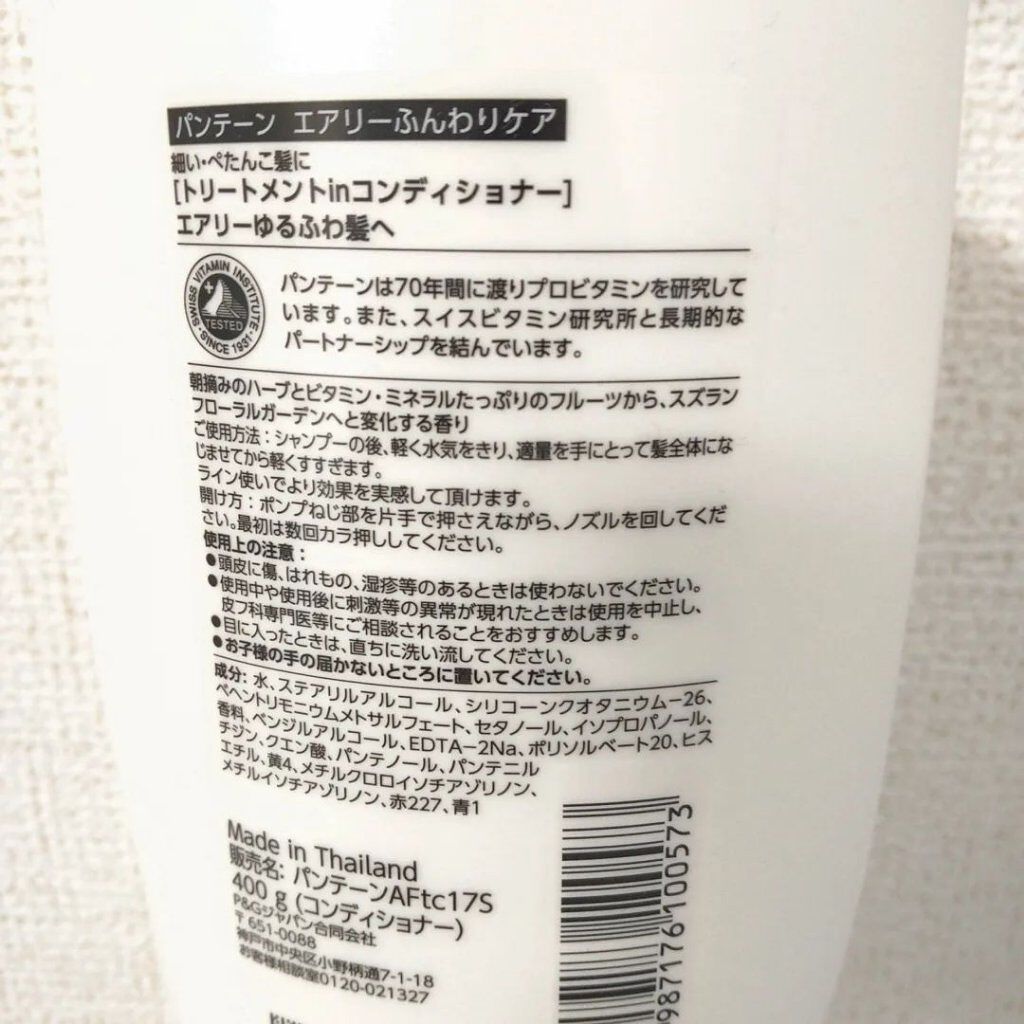 パンテーン エアリーふんわりケア
細い・ぺたんこ髪に
[トリートメントinコンディショナー]
エアリーゆるふわ髪へ
SWISS VITAMIN INSTITUTE
TESTED
SINCE 1931
パンテーンは70年間に渡りプロビタミンを研究して
います。また、スイスビタミン研究所と長期的な
パートナーシップを結んでいます。
朝摘みのハーブとビタミン・ミネラルたっぷりのフルーツから、スズラン
フローラルガーデンへと変化する香り
ご使用方法:シャンプーの後、軽く水気をきり、適量を手にとって髪全体にな
じませてから軽くすすぎます。
ライン使いでより効果を実感して頂けます。
開け方:ポンプねじ部を片手で押さえながら、ノズルを回してくだ
さい。最初は数回カラ押ししてください。
使用上の注意:
●頭皮に傷、はれもの、湿疹等のあるときは使わないでください。
●使用中や使用後に刺激等の異常が現れたときは使用を中止し、
皮フ科専門医等にご相談されることをおすすめします。
●目に入ったときは、直ちに洗い流してください。
●お子様の手の届かないところに置いてください。
成分:水、ステアリルアルコール、シリコーンクオタニウム-26、
ベヘントリモニウムメトサルフェート、セタノール、イソプロパノール、
香料、ベンジルアルコール、EDTA-2Na、ポリソルベート20、ヒス
チジン、クエン酸、パンテノール、パンテニル
エチル、黄4、メチルクロロイソチアゾリノン、
メチルイソチアゾリノン、赤227、青1
Made in Thailand
販売名: パンテーンAFtc17S
400 g (コンディショナー)
P&Gジャパン合同会社
〒651-0088
神戸市中央区小野柄通7-1-18
お客様相談室0120-021327
987176 100573